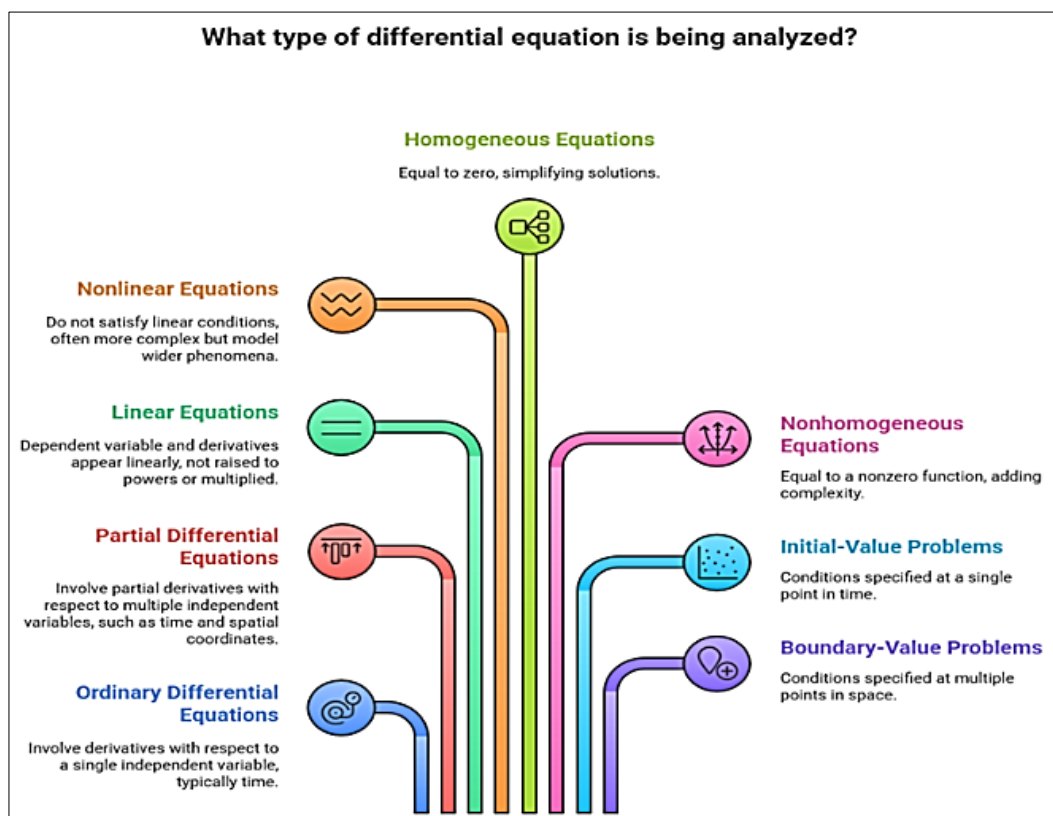 What type of differential equation is being analyzed?
Homogeneous Equations
Equal to zero, simplifying solutions.
Nonlinear Equations
Do not satisfy linear conditions,
often more complex but model
wider phenomena.
Linear Equations
Dependent variable and derivatives
appear linearly, not raised to
powers or multiplied.
Partial Differential
Equations
Involve partial derivatives with
respect to multiple independent
variables, such as time and spatial
coordinates.
Ordinary Differential
Equations
Involve derivatives with respect to
a single independent variable,
typically time.
Nonhomogeneous
Equations
Equal to a nonzero function, adding
complexity.
Initial-Value Problems
Conditions specified at a single
point in time.
Boundary-Value Problems
Conditions specified at multiple
points in space.